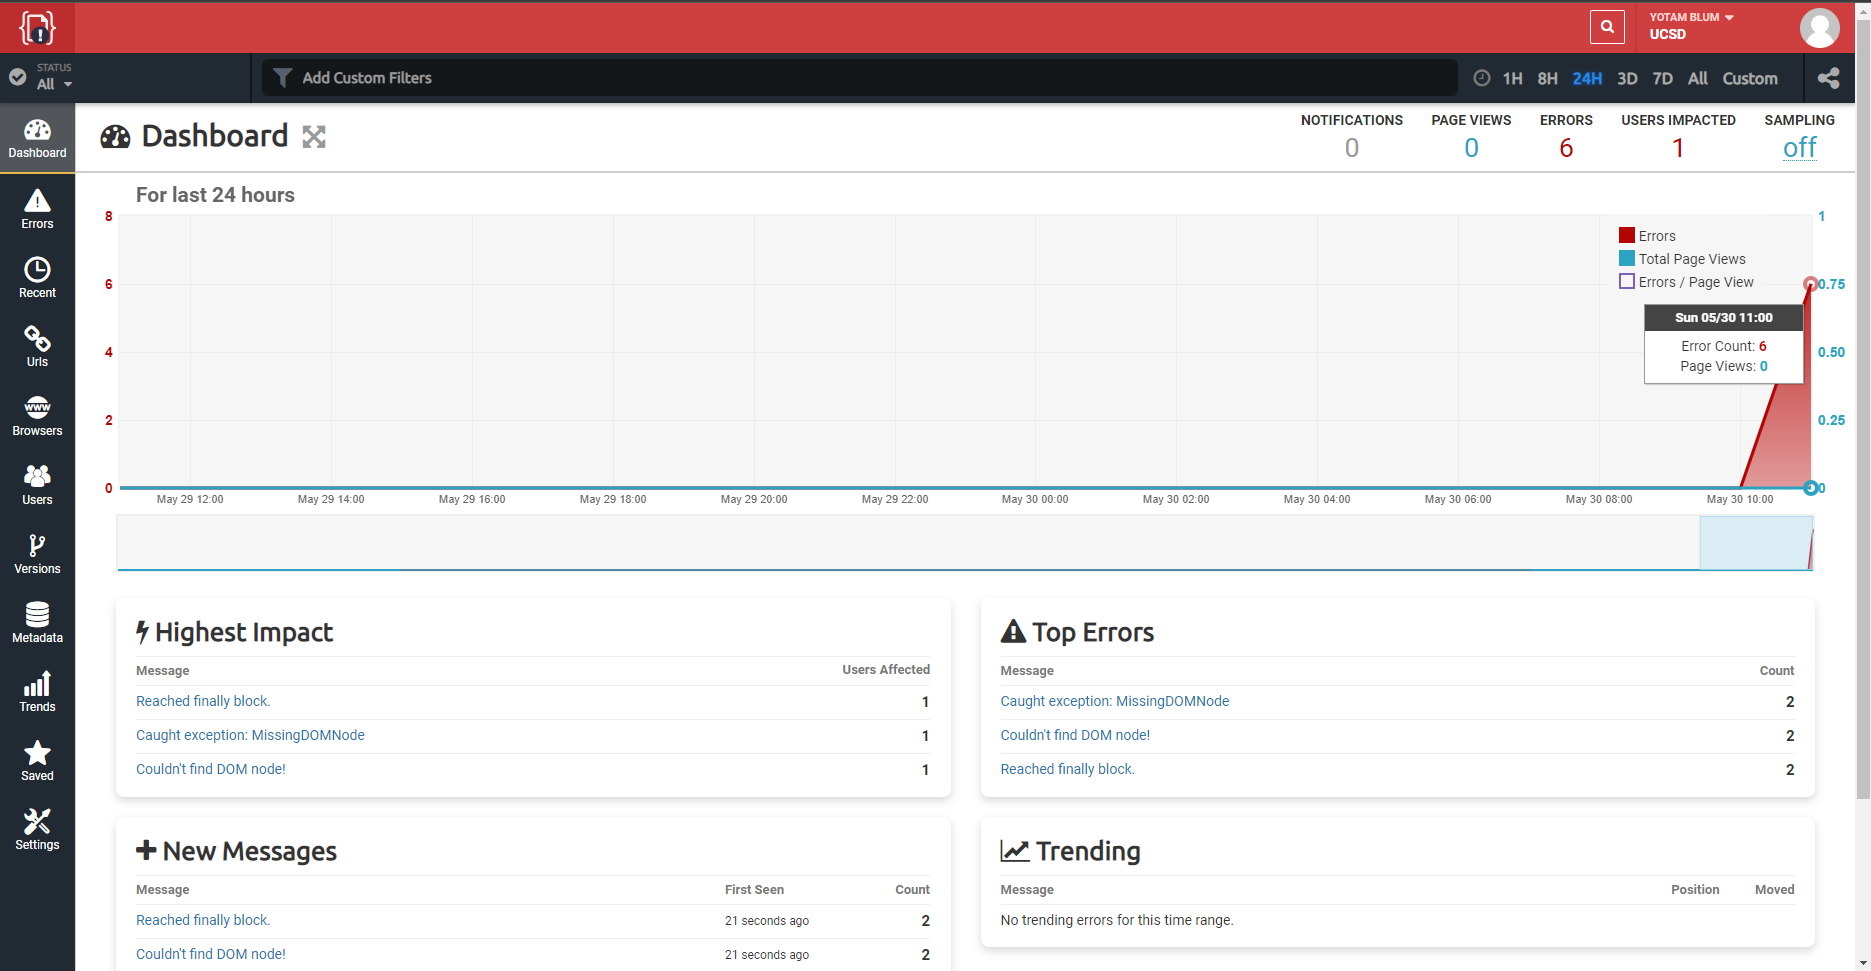 YOTAM BLUM
UCSD
STATUS
All
Add Custom Filters
1H 8H 24H 3D 7D All Custom
Dashboard
Errors
Recent
Urls
WWW
Browsers
Users
Versions
Metadata
Trends
Saved
Settings
Dashboard
NOTIFICATIONS PAGE VIEWS ERRORS USERS IMPACTED SAMPLING
0 0 6 1 off
For last 24 hours
8 1
6 0.75
4 0.50
2 0.25
0 0
Errors
Total Page Views
Errors / Page View
Sun 05/30 11:00
Error Count: 6
Page Views: 0
May 29 12:00 May 29 14:00 May 29 16:00 May 29 18:00 May 29 20:00 May 29 22:00 May 30 00:00 May 30 02:00 May 30 04:00 May 30 06:00 May 30 08:00 May 30 10:00
Highest Impact
Message Users Affected
Reached finally block. 1
Caught exception: MissingDOMNode 1
Couldn't find DOM node! 1
Top Errors
Message Count
Caught exception: MissingDOMNode 2
Couldn't find DOM node! 2
Reached finally block. 2
New Messages
Message First Seen Count
Reached finally block. 21 seconds ago 2
Couldn't find DOM node! 21 seconds ago 2
Trending
Message Position Moved
No trending errors for this time range.